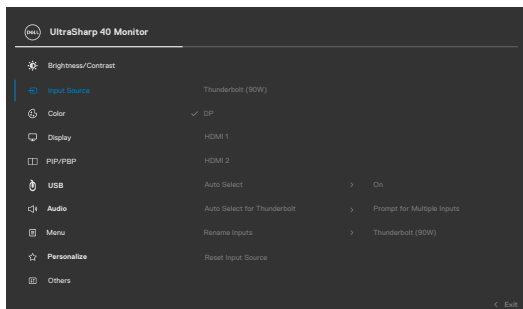 DELL UltraSharp 40 Monitor
Brightness/Contrast
Input Source Thunderbolt (90W)
Color DP
Display HDMI 1
PIP/PBP HDMI 2
USB Auto Select > On
Audio Auto Select for Thunderbolt > Prompt for Multiple Inputs
Menu Rename Inputs > Thunderbolt (90W)
Personalize Reset Input Source
Others
< Exit